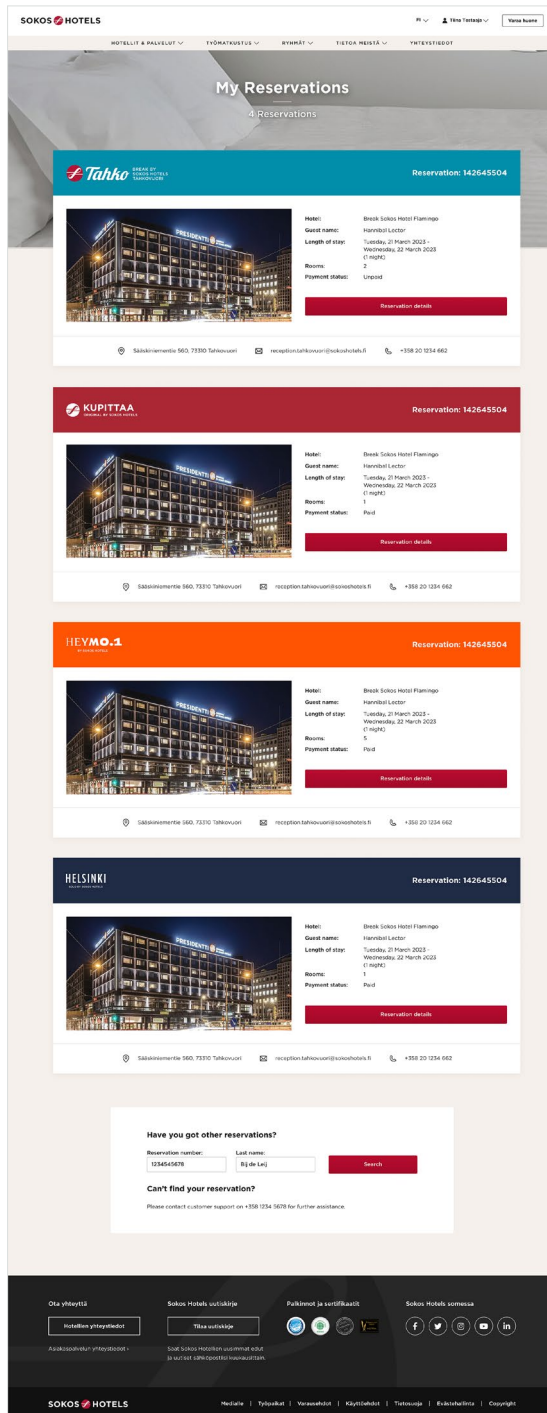 SOKOS HOTELS
FI
Tiina Testaaja
Varaa huone
HOTELLIT & PALVELUT
TYÖMATKUSTUS
RYHMÄT
TIETOA MEISTÄ
YHTEYSTIEDOT
My Reservations
4 Reservations
Tahko
BREAK BY
SOKOS HOTELS
TAHKOVUORI
Reservation: 142645504
PRESIDENTTI
Hotel: Break Sokos Hotel Flamingo
Guest name: Hannibal Lector
Length of stay: Tuesday, 21 March 2023 -
Wednesday, 22 March 2023
(1 night)
Rooms: 2
Payment status: Unpaid
Reservation details
Sääskiniementie 560, 73310 Tahkovuori
reception.tahkovuori@sokoshotels.fi
+358 20 1234 662
KUPITTAA
ORIGINAL BY SOKOS HOTELS
Reservation: 142645504
PRESIDENTTI
Hotel: Break Sokos Hotel Flamingo
Guest name: Hannibal Lector
Length of stay: Tuesday, 21 March 2023 -
Wednesday, 22 March 2023
(1 night)
Rooms: 1
Payment status: Paid
Reservation details
Sääskiniementie 560, 73310 Tahkovuori
reception.tahkovuori@sokoshotels.fi
+358 20 1234 662
HEYMO.1
BY SOKOS HOTELS
Reservation: 142645504
PRESIDENTTI
Hotel: Break Sokos Hotel Flamingo
Guest name: Hannibal Lector
Length of stay: Tuesday, 21 March 2023 -
Wednesday, 22 March 2023
(1 night)
Rooms: 5
Payment status: Paid
Reservation details
Sääskiniementie 560, 73310 Tahkovuori
reception.tahkovuori@sokoshotels.fi
+358 20 1234 662
HELSINKI
SOLO BY SOKOS HOTELS
Reservation: 142645504
PRESIDENTTI
Hotel: Break Sokos Hotel Flamingo
Guest name: Hannibal Lector
Length of stay: Tuesday, 21 March 2023 -
Wednesday, 22 March 2023
(1 night)
Rooms: 1
Payment status: Paid
Reservation details
Sääskiniementie 560, 73310 Tahkovuori
reception.tahkovuori@sokoshotels.fi
+358 20 1234 662
Have you got other reservations?
Reservation number:
Last name:
1234545678
Bij de Leij
Search
Can't find your reservation?
Please contact customer support on +358 1234 5678 for further assistance.
Ota yhteyttä
Hotellien yhteystiedot
Asiakaspalvelun yhteystiedot ›
Sokos Hotels uutiskirje
Tilaa uutiskirje
Saat Sokos Hotellien uusimmat edut
ja uutiset sähköpostiisi kuukausittain.
Palkinnot ja sertifikaatit
Sokos Hotels somessa
SOKOS HOTELS
Medialle | Työpaikat | Varausehdot | Käyttöehdot | Tietosuoja | Evästehallinta | Copyright